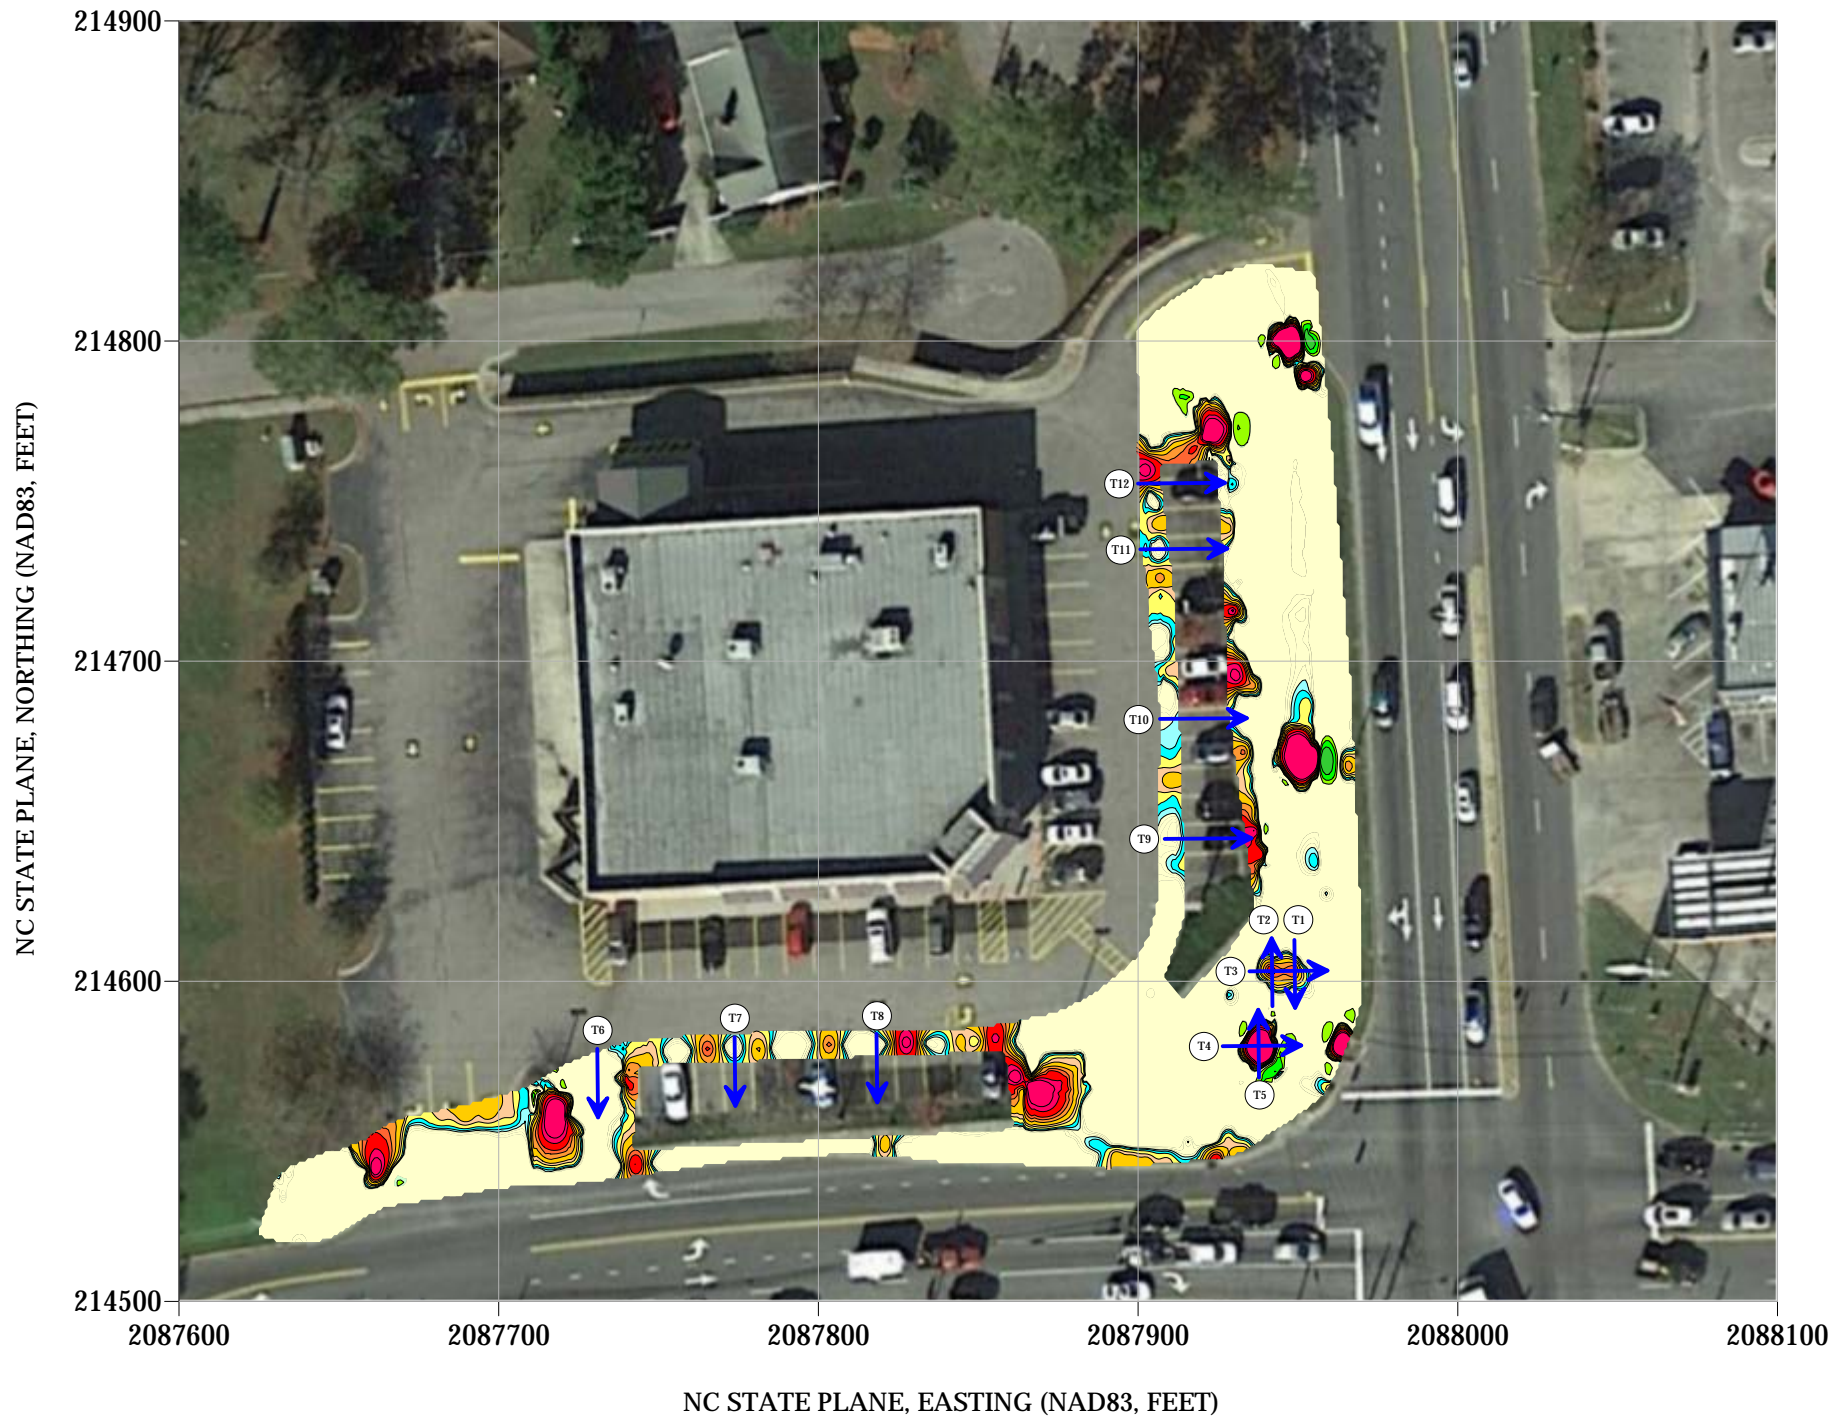 214900
214800
214700
214600
214500
NC STATE PLANE, NORTHING (NAD83, FEET)
T12
T11
T10
T9
T2
T1
T3
T8
T7
T6
T4
T5
2087600
2087700
2087800
2087900
2088000
2088100
NC STATE PLANE, EASTING (NAD83, FEET)